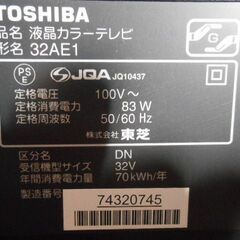 TOSHIBA
品名 液晶カラーテレビ
形名 32AE1
PS
E
JQA JQ10437
G
定格電圧 100V~
定格消費電力 83 W
定格周波数 50/60 Hz
株式会社 東芝
区分名 DN
受信機型サイズ 32V
年間消費電力量 70kWh/年
製造番号
74320745